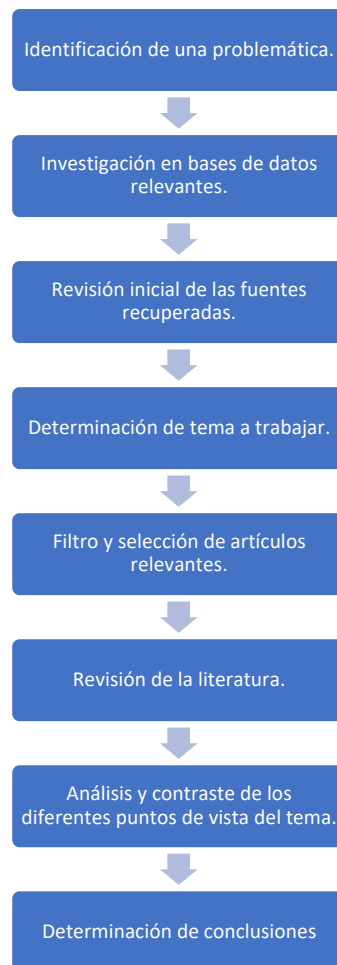 Identificación de una problemática.
Investigación en bases de datos
relevantes.
Revisión inicial de las fuentes
recuperadas.
Determinación de tema a trabajar.
Filtro y selección de artículos
relevantes.
Revisión de la literatura.
Análisis y contraste de los
diferentes puntos de vista del tema.
Determinación de conclusiones